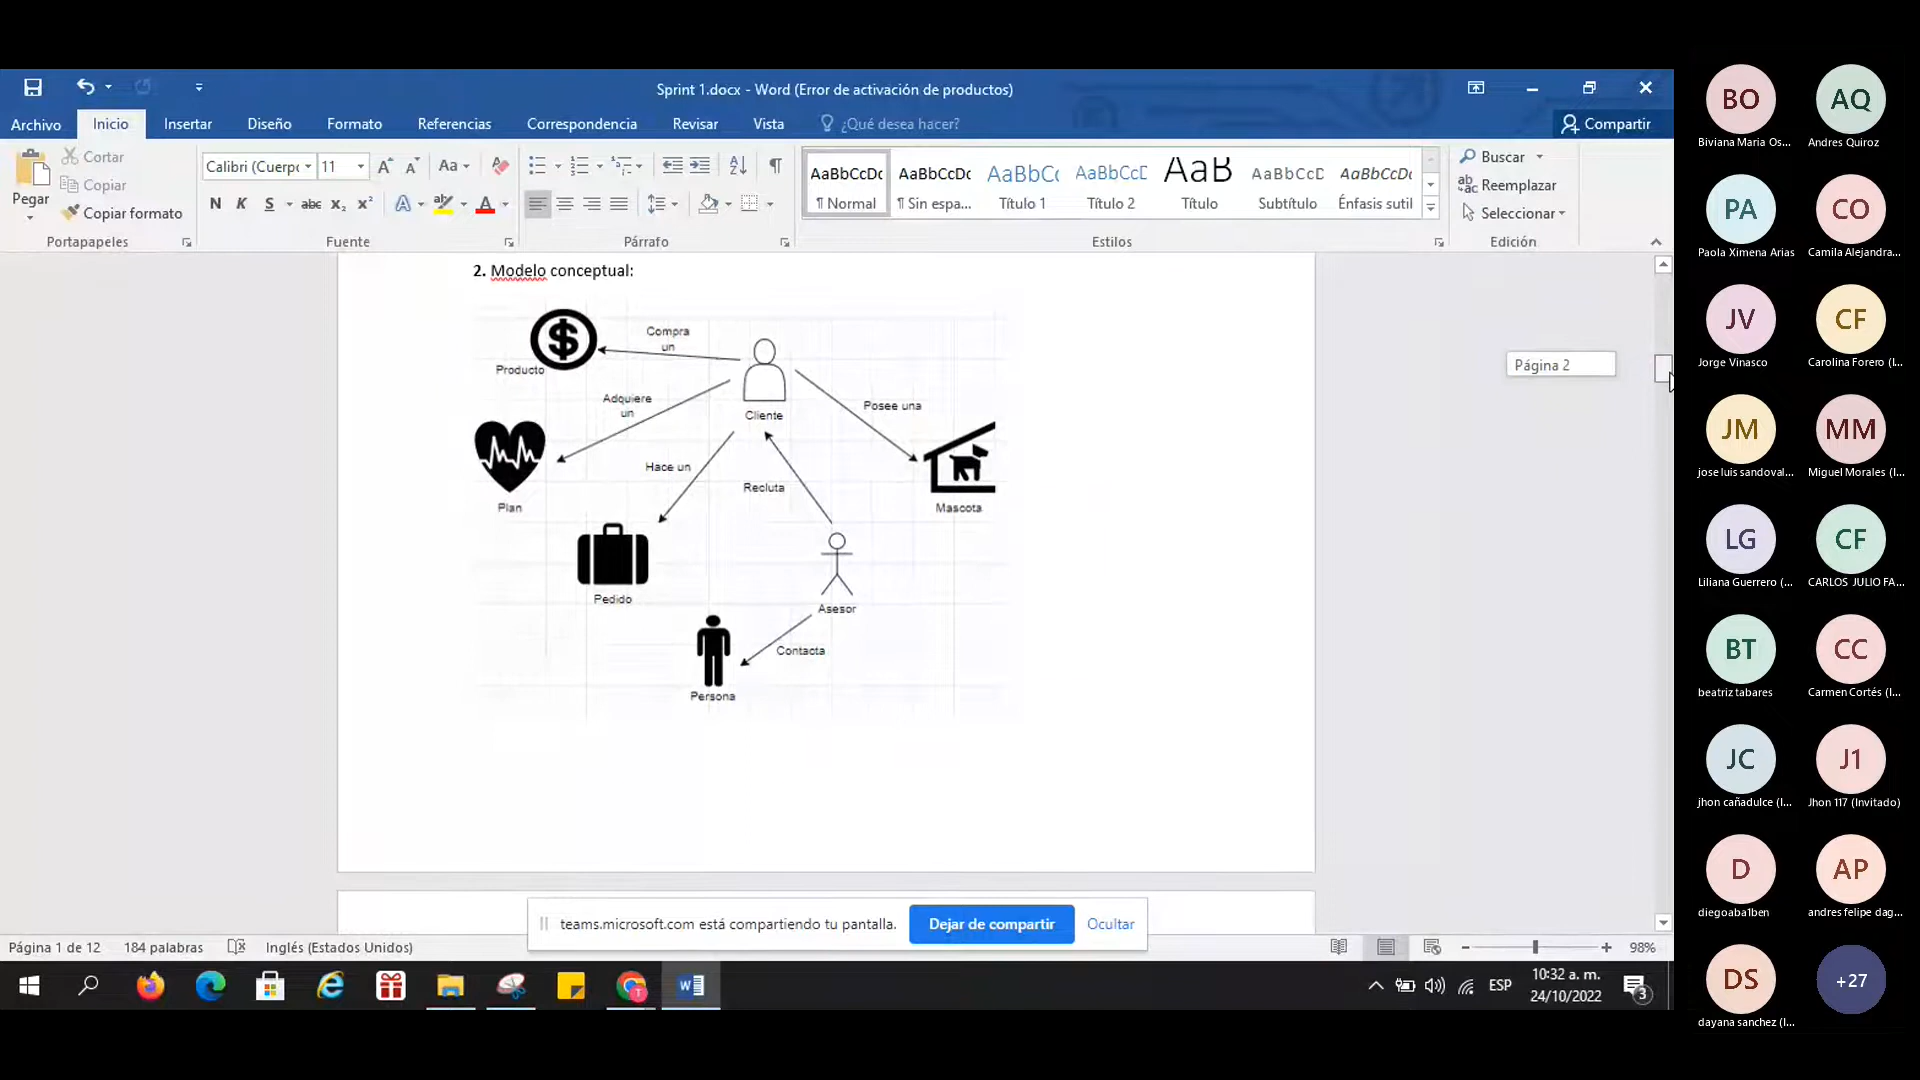 Sprint 1.docx - Word (Error de activación de productos)
Archivo Inicio Insertar Diseño Formato Referencias Correspondencia Revisar Vista ¿Qué desea hacer? Compartir
Pegar
Cortar
Copiar
Copiar formato
Portapapeles
Calibri (Cuerpo 11
Aa
N K S abc x₂ x² A A
Fuente
Párrafo
AaBbCcDc AaBbCcDc AaBbCc AaBbCcD AaB AaBbCcD AaBbCcDc
¶ Normal ¶ Sin espa... Título 1 Título 2 Título Subtítulo Énfasis sutil
Estilos
Buscar
Reemplazar
Seleccionar
Edición
2. Modelo conceptual:
Compra
un
Producto
Adquiere
un
Cliente
Posee una
Hace un
Recluta
Plan
Mascota
Pedido
Asesor
Contacta
Persona
Página 2
teams.microsoft.com está compartiendo tu pantalla. Dejar de compartir Ocultar
Página 1 de 12 184 palabras Inglés (Estados Unidos) 98%
ESP
10:32 a. m.
24/10/2022
3
BO AQ
Biviana Maria Os... Andres Quiroz
PA CO
Paola Ximena Arias Camila Alejandra...
JV CF
Jorge Vinasco Carolina Forero (I...
JM MM
jose luis sandoval... Miguel Morales (I...
LG CF
Liliana Guerrero (... CARLOS JULIO FA...
BT CC
beatriz tabares Carmen Cortés (I...
JC J1
jhon cañadulce (I... Jhon 117 (Invitado)
D AP
diegoaba1ben andres felipe dag...
DS +27
dayana sanchez (I...